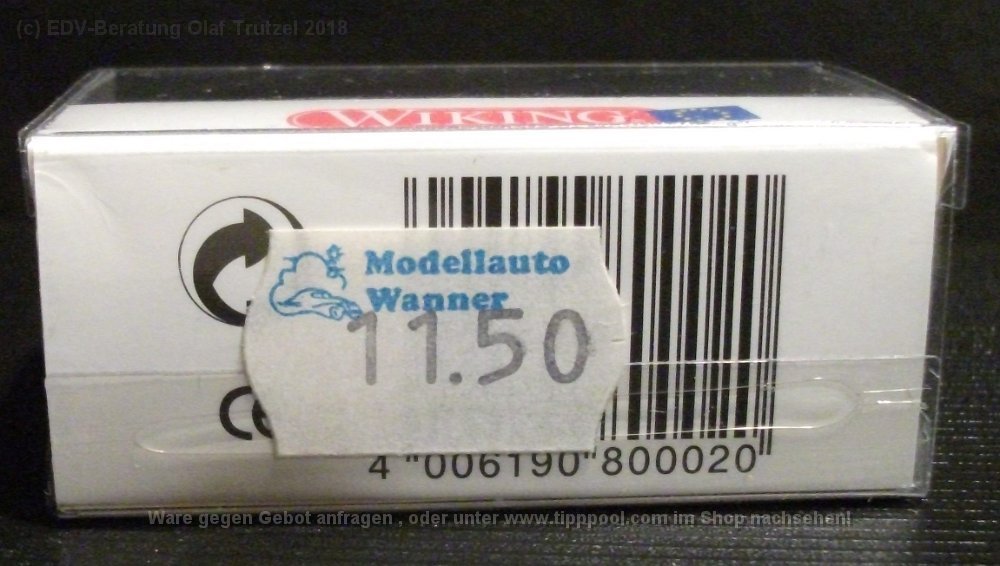 (c) EDV-Beratung Olaf Trutzel 2018
WIKING
Modellauto
Wanner
11.50
CE
4 006190 800020
Ware gegen Gebot anfragen , oder unter www.tipppool.com im Shop nachsehen!